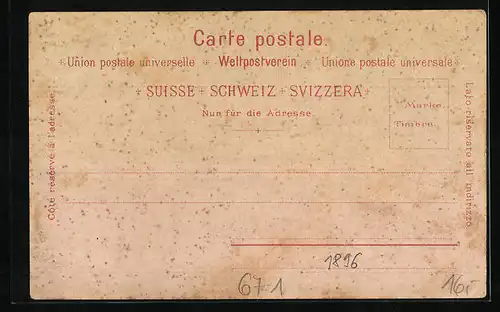 Carte postale.
Union postale universelle * Weltpostverein * Unione postale universale
+ SUISSE + SCHWEIZ + SVIZZERA +
Nur für die Adresse
Marke.
Timbre.
Côté réservé à l'adresse.
Lato riservato all'indirizzo.
1896
67-1
16,-